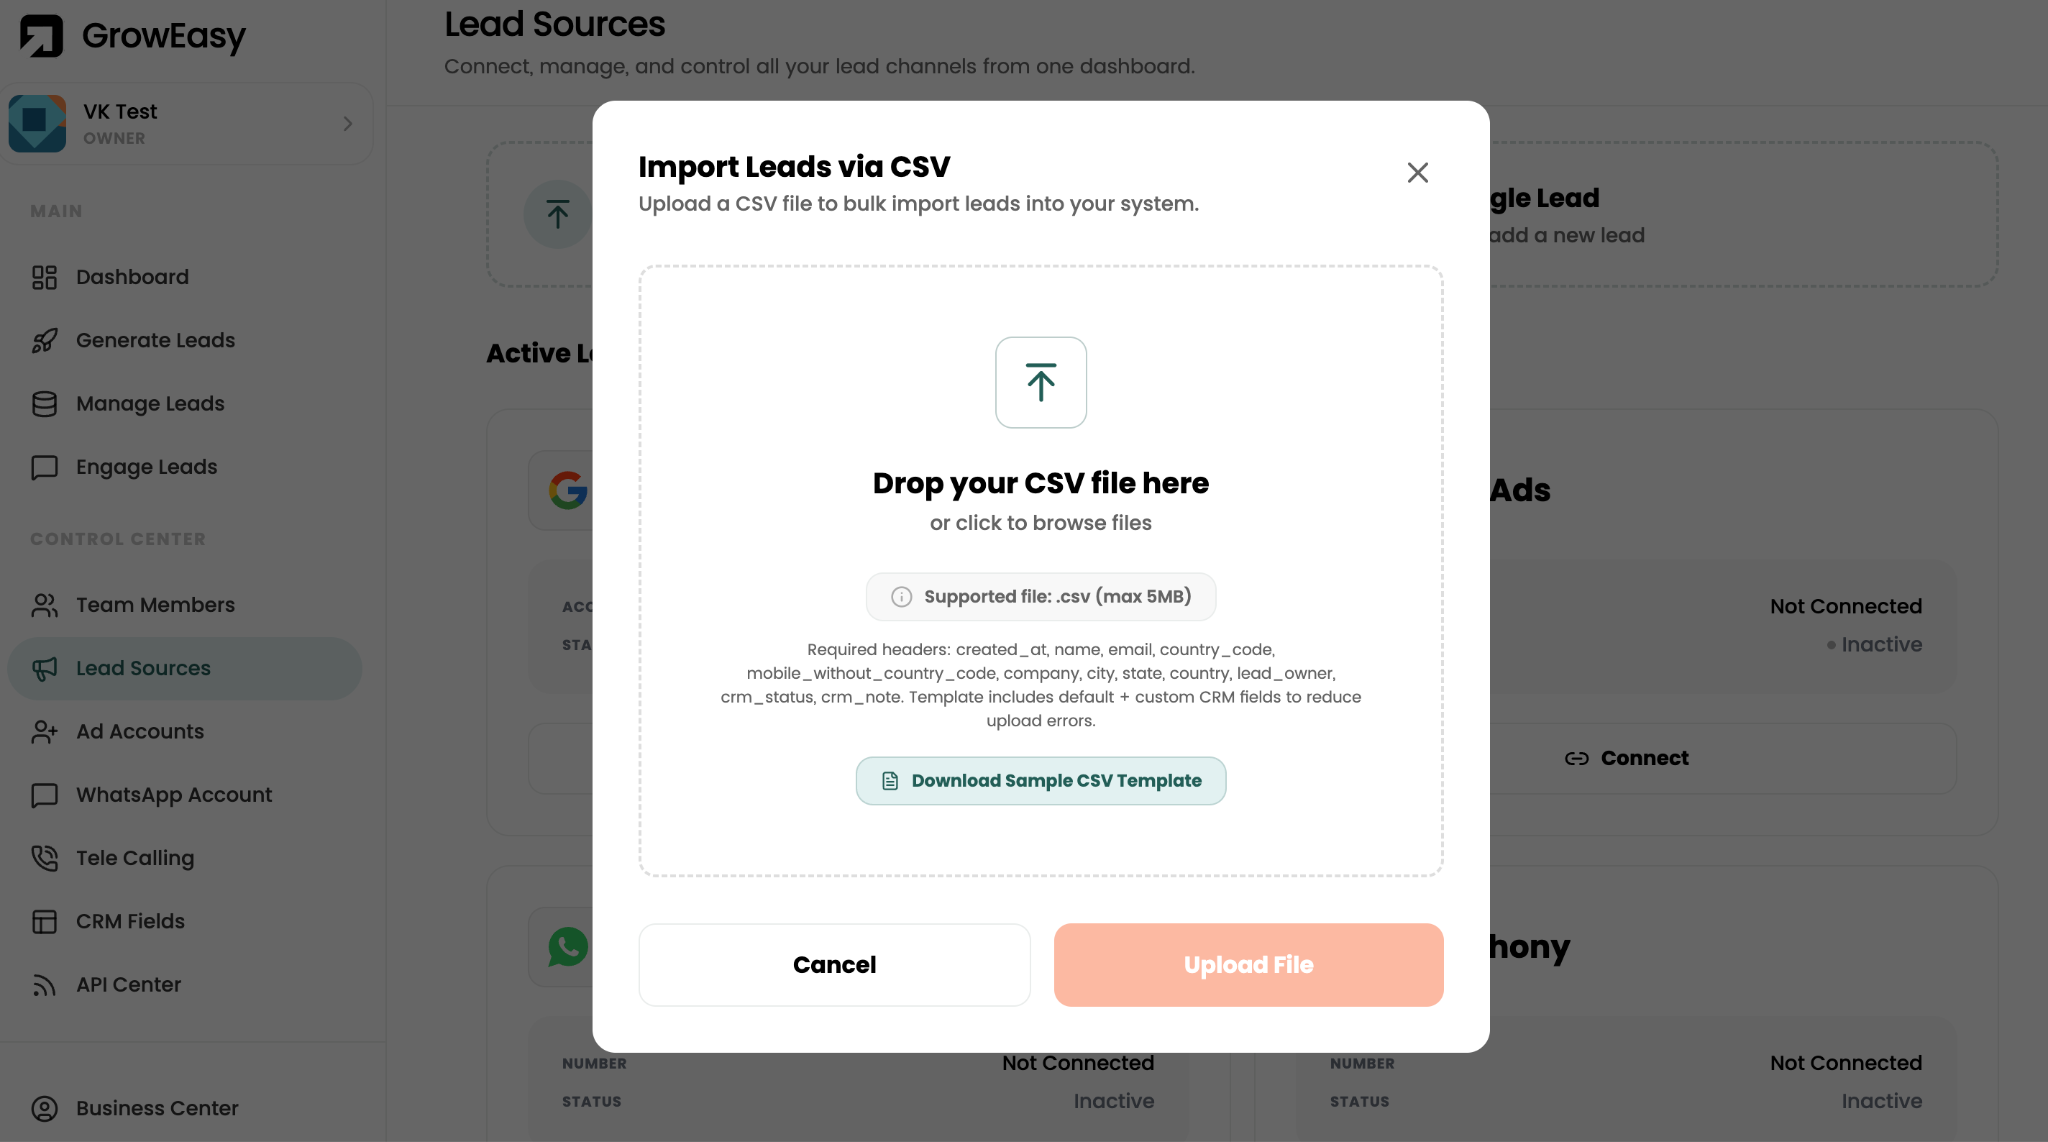 GrowEasy
VK Test
OWNER
MAIN
Dashboard
Generate Leads
Manage Leads
Engage Leads
CONTROL CENTER
Team Members
Lead Sources
Ad Accounts
WhatsApp Account
Tele Calling
CRM Fields
API Center
Business Center
Lead Sources
Connect, manage, and control all your lead channels from one dashboard.
Import Leads via CSV
Upload a CSV file to bulk import leads into your system.
Drop your CSV file here
or click to browse files
Supported file: .csv (max 5MB)
Required headers: created_at, name, email, country_code,
mobile_without_country_code, company, city, state, country, lead_owner,
crm_status, crm_note. Template includes default + custom CRM fields to reduce
upload errors.
Download Sample CSV Template
Cancel
Upload File
Lead
add a new lead
Active
Ads
Not Connected
Inactive
Connect
NUMBER
Not Connected
STATUS
Inactive
NUMBER
Not Connected
STATUS
Inactive